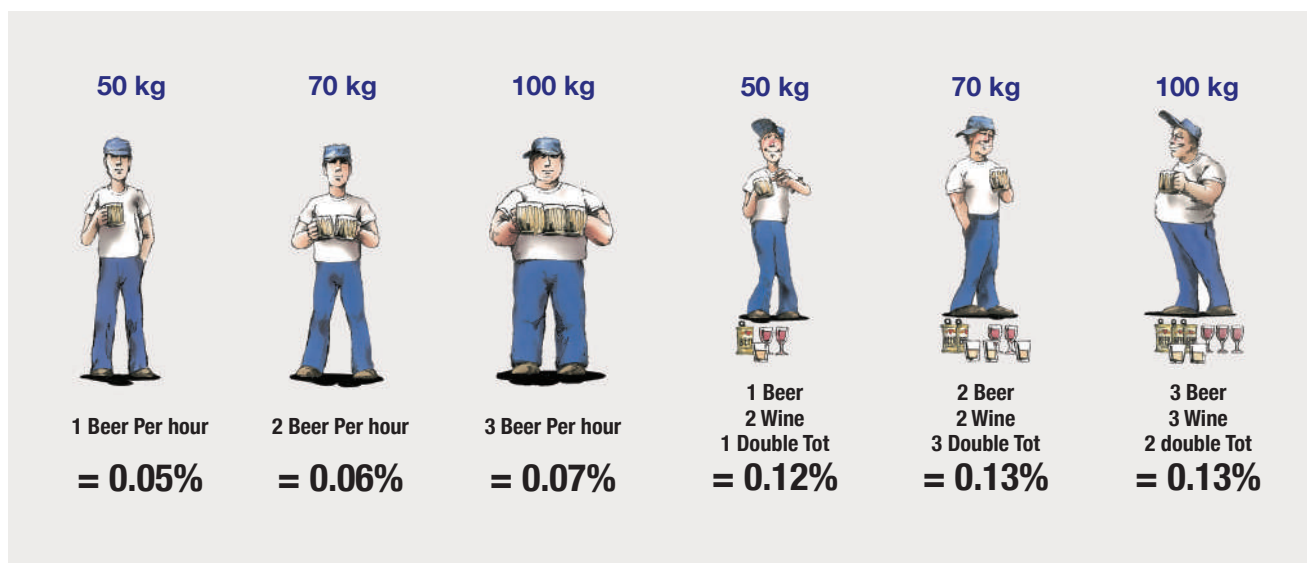 50 kg
1 Beer Per hour
= 0.05%
70 kg
2 Beer Per hour
= 0.06%
100 kg
3 Beer Per hour
= 0.07%
50 kg
1 Beer
2 Wine
1 Double Tot
= 0.12%
70 kg
2 Beer
2 Wine
3 Double Tot
= 0.13%
100 kg
3 Beer
3 Wine
2 double Tot
= 0.13%